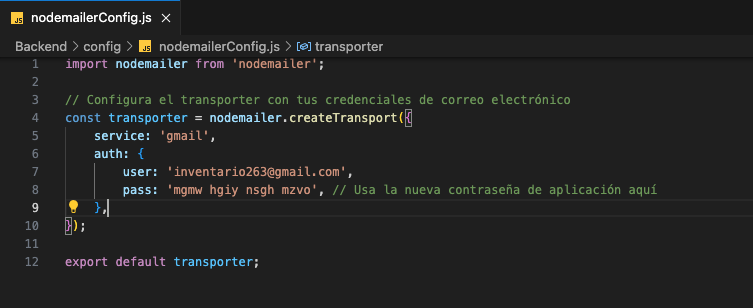 JS nodemailerConfig.js ×
Backend > config > JS nodemailerConfig.js > transporter
1 import nodemailer from 'nodemailer';
2
3 // Configura el transporter con tus credenciales de correo electrónico
4 const transporter = nodemailer.createTransport({
5 service: 'gmail',
6 auth: {
7 user: 'inventario263@gmail.com',
8 pass: 'mgmw hgiy nsgh mzvo', // Usa la nueva contraseña de aplicación aquí
9 },
10 });
11
12 export default transporter;